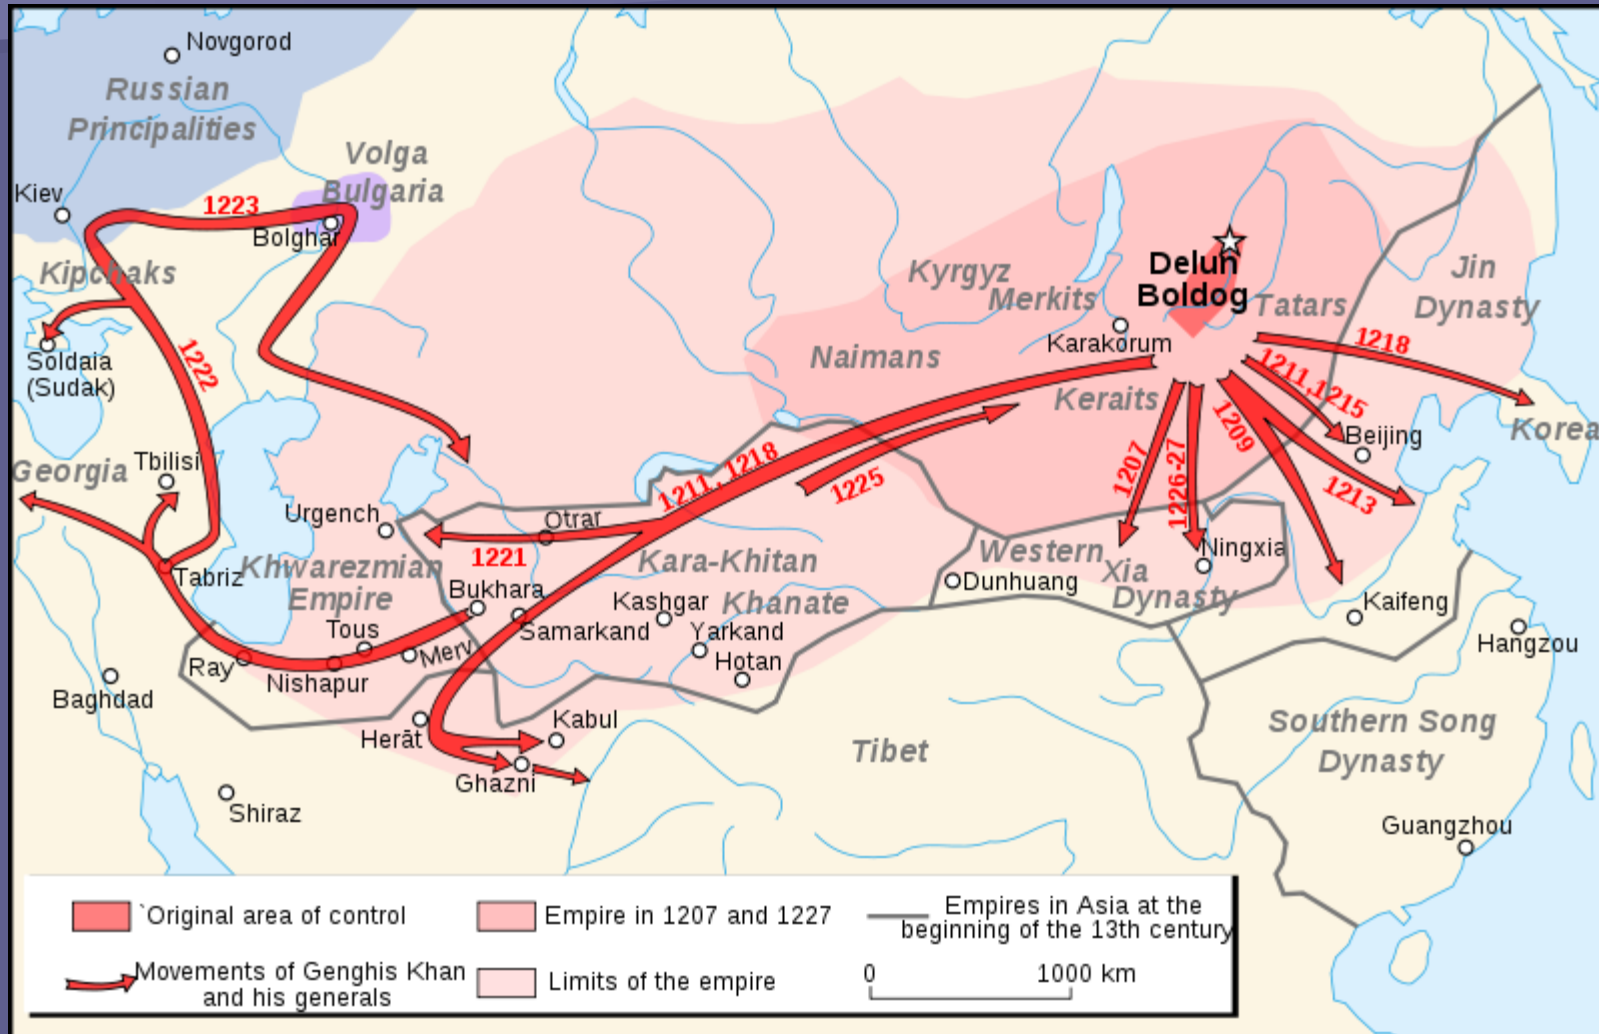 Novgorod
Russian
Principalities
Volga
Bulgaria
Kiev
1223
Bolghar
Kipchaks
Soldaia
(Sudak)
1222
Georgia
Tbilisi
Tabriz
Urgench
Khwarezmian
Empire
1221
Otrar
Bukhara
Samarkand
Tous
Merv
Ray
Nishapur
Baghdad
Herāt
Kabul
Ghazni
Shiraz
Kyrgyz
Merkits
Delun
Boldog
Tatars
Jin
Dynasty
Karakorum
Naimans
Keraits
1218
1211,1215
Beijing
Korea
1211, 1218
1225
1207
1226-27
1209
1213
Kara-Khitan
Khanate
Kashgar
Yarkand
Hotan
Western
Xia
Dynasty
Ningxia
Dunhuang
Kaifeng
Hangzou
Tibet
Southern Song
Dynasty
Guangzhou
`Original area of control
Movements of Genghis Khan
and his generals
Empire in 1207 and 1227
Limits of the empire
Empires in Asia at the
beginning of the 13th century
0 1000 km